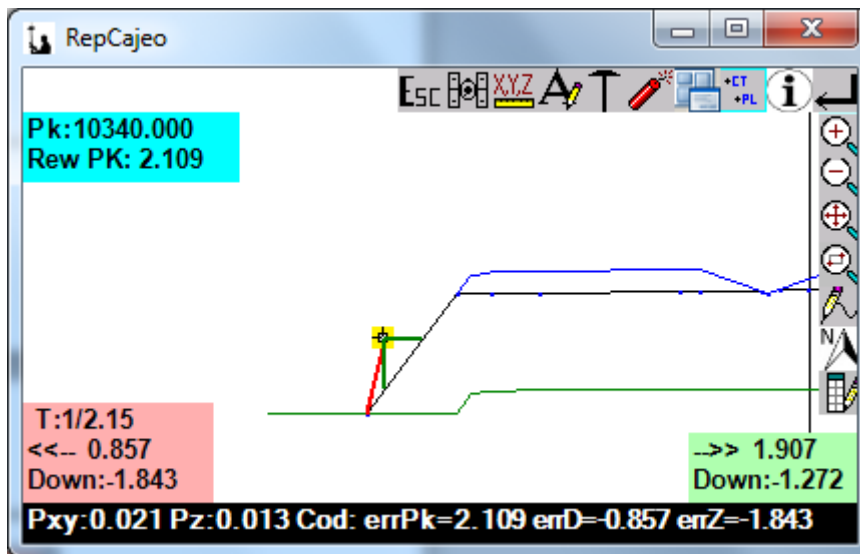 RepCajeo
Esc X,Y,Z A T +CT +PL i
Pk:10340.000
Rew PK: 2.109
N
T:1/2.15
<<-- 0.857
Down:-1.843
-->> 1.907
Down:-1.272
Pxy:0.021 Pz:0.013 Cod: errPk=2.109 errD=-0.857 errZ=-1.843